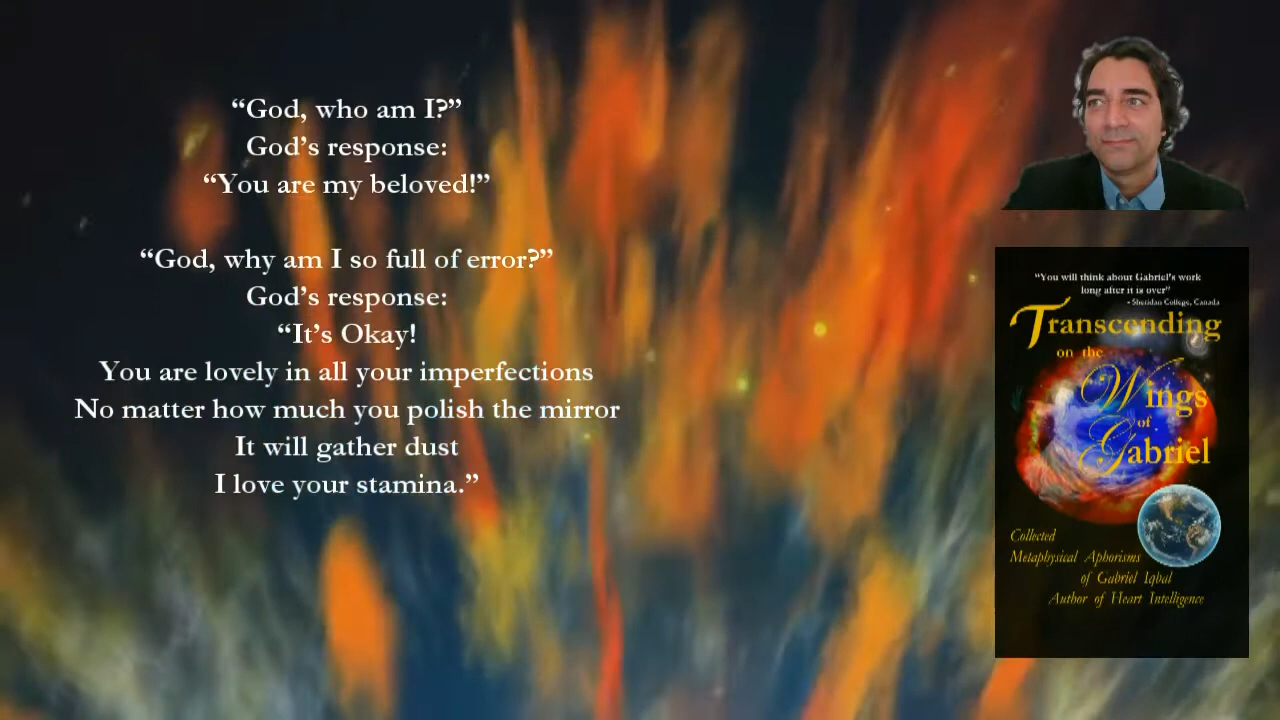 “God, who am I?”
God’s response:
“You are my beloved!”
“God, why am I so full of error?”
God’s response:
“It’s Okay!
You are lovely in all your imperfections
No matter how much you polish the mirror
It will gather dust
I love your stamina.”
“You will think about Gabriel’s work
long after it is over”
- Sheridan College, Canada
Transcending
on the
Wings
of
Gabriel
Collected
Metaphysical Aphorisms
of Gabriel Iqbal
Author of Heart Intelligence